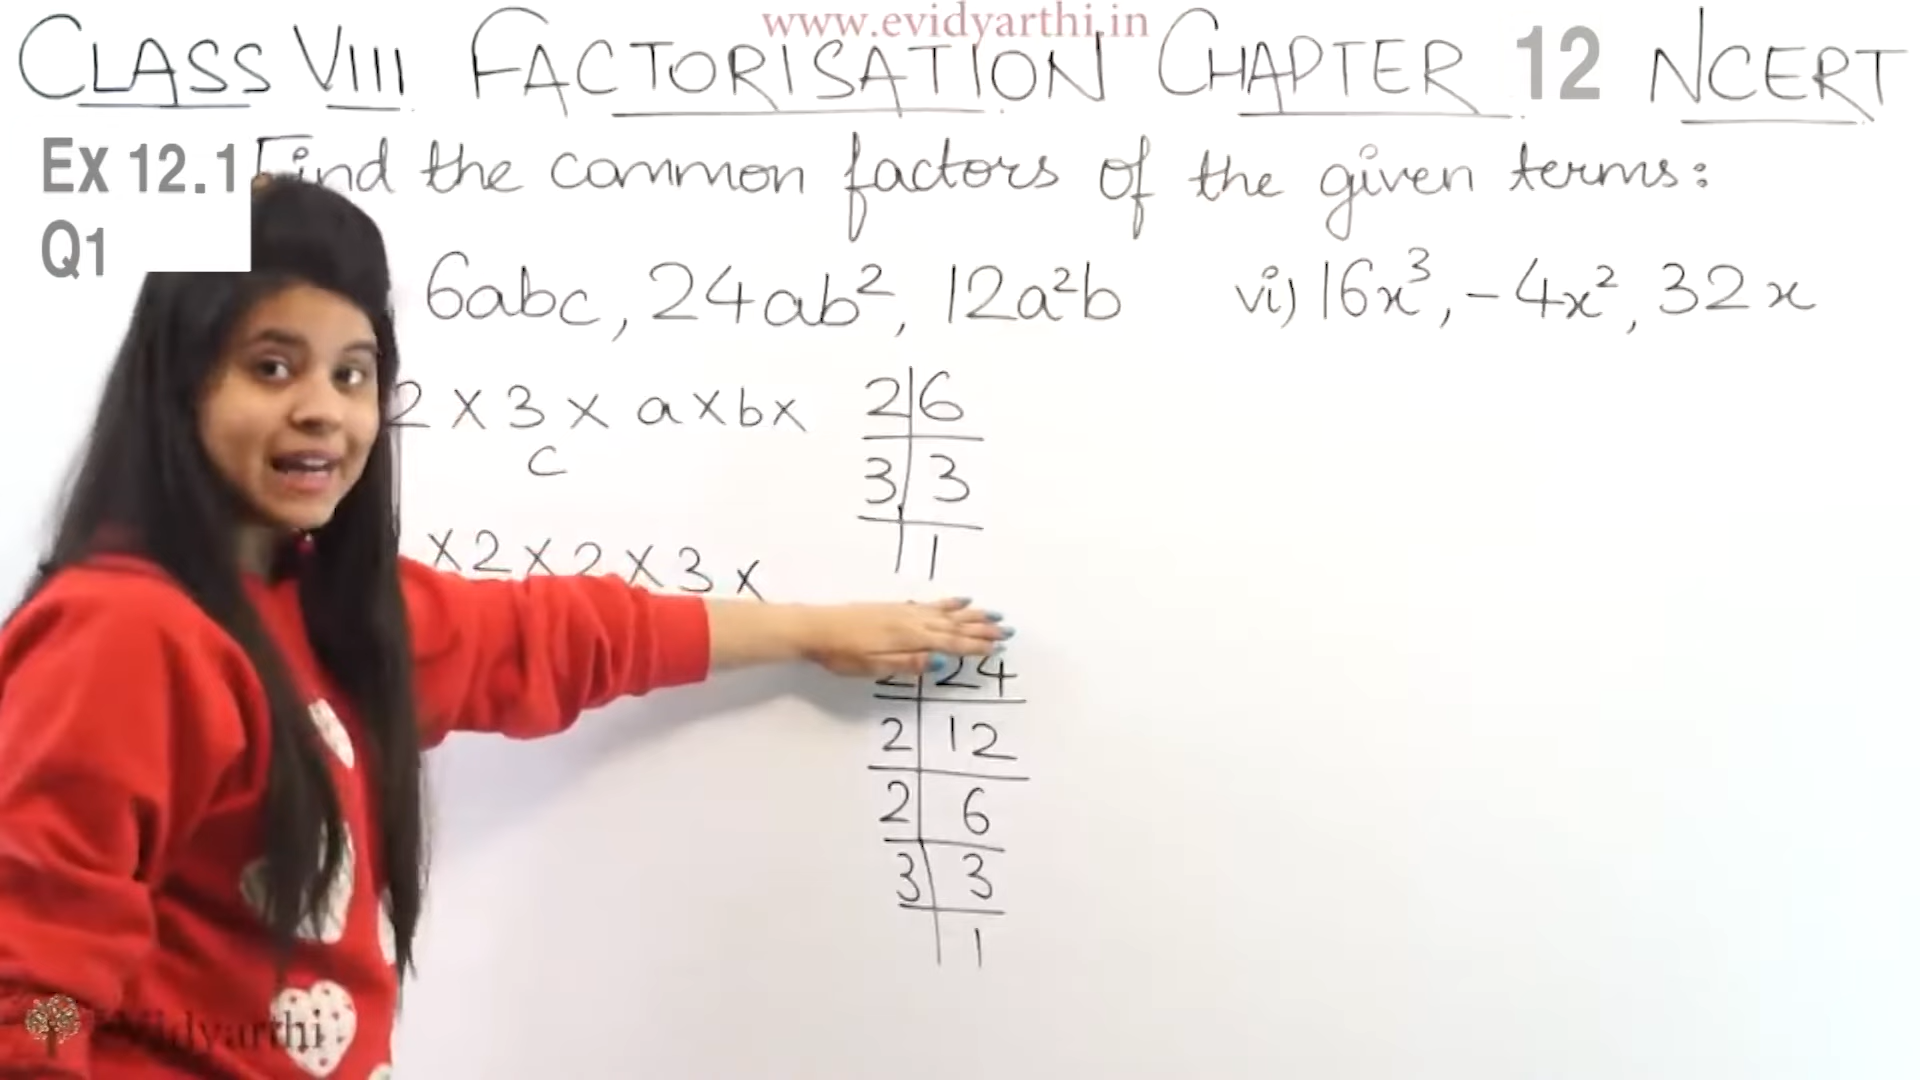 www.evidyarthi.in
CLASS VIII FACTORISATION CHAPTER 12 NCERT
Ex 12.1 Find the common factors of the given terms:
Q1
6abc, 24ab², 12a²b vi) 16x³, -4x², 32x
2 x 3 x a x b x
c
2 | 6
3 | 3
1
x 2 x 2 x 3 x
2 | 24
2 | 12
2 | 6
3 | 3
1
eVidyarthi